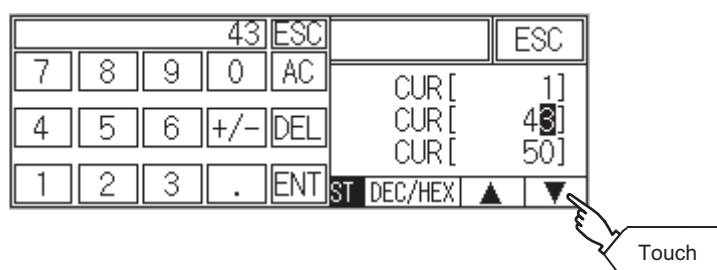 43 ESC ESC
7 8 9 0 AC CUR[ 1]
4 5 6 +/- DEL CUR[ 43]
CUR[ 50]
1 2 3 . ENT ST DEC/HEX ▲ ▼
Touch